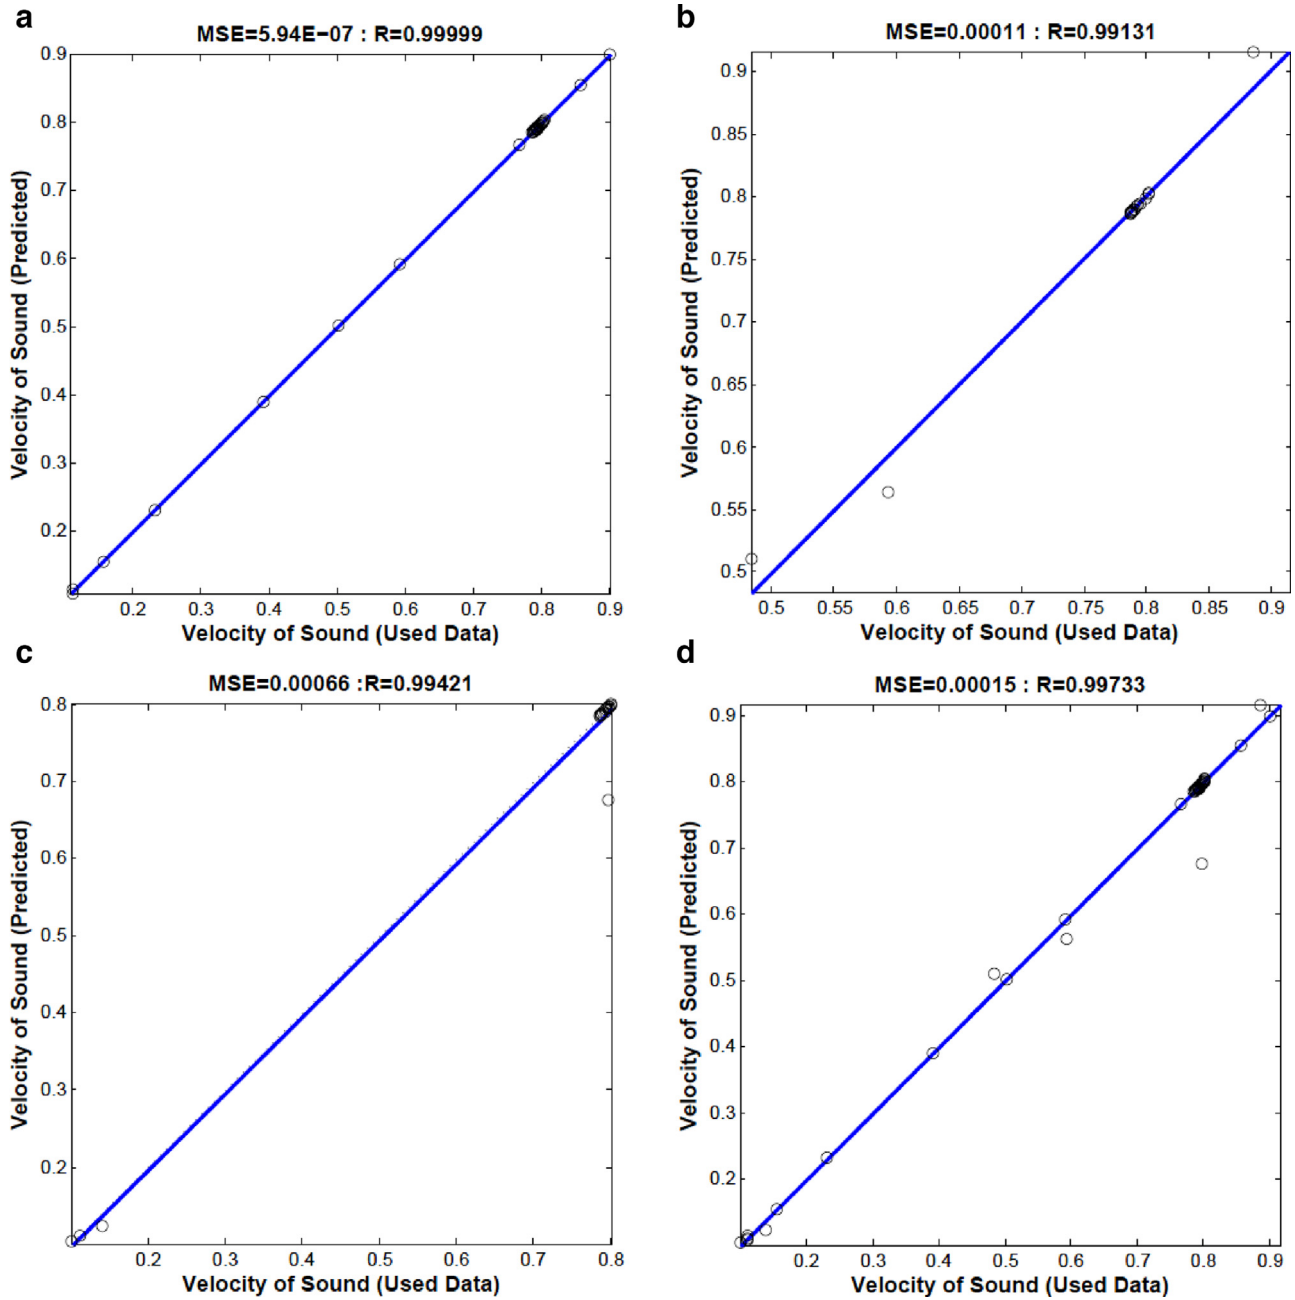 a
MSE=5.94E−07 : R=0.99999
Velocity of Sound (Predicted)
0.9
0.8
0.7
0.6
0.5
0.4
0.3
0.2
0.2 0.3 0.4 0.5 0.6 0.7 0.8 0.9
Velocity of Sound (Used Data)
b
MSE=0.00011 : R=0.99131
Velocity of Sound (Predicted)
0.9
0.85
0.8
0.75
0.7
0.65
0.6
0.55
0.5
0.5 0.55 0.6 0.65 0.7 0.75 0.8 0.85 0.9
Velocity of Sound (Used Data)
c
MSE=0.00066 :R=0.99421
Velocity of Sound (Predicted)
0.8
0.7
0.6
0.5
0.4
0.3
0.2
0.2 0.3 0.4 0.5 0.6 0.7 0.8
Velocity of Sound (Used Data)
d
MSE=0.00015 : R=0.99733
Velocity of Sound (Predicted)
0.9
0.8
0.7
0.6
0.5
0.4
0.3
0.2
0.2 0.3 0.4 0.5 0.6 0.7 0.8 0.9
Velocity of Sound (Used Data)